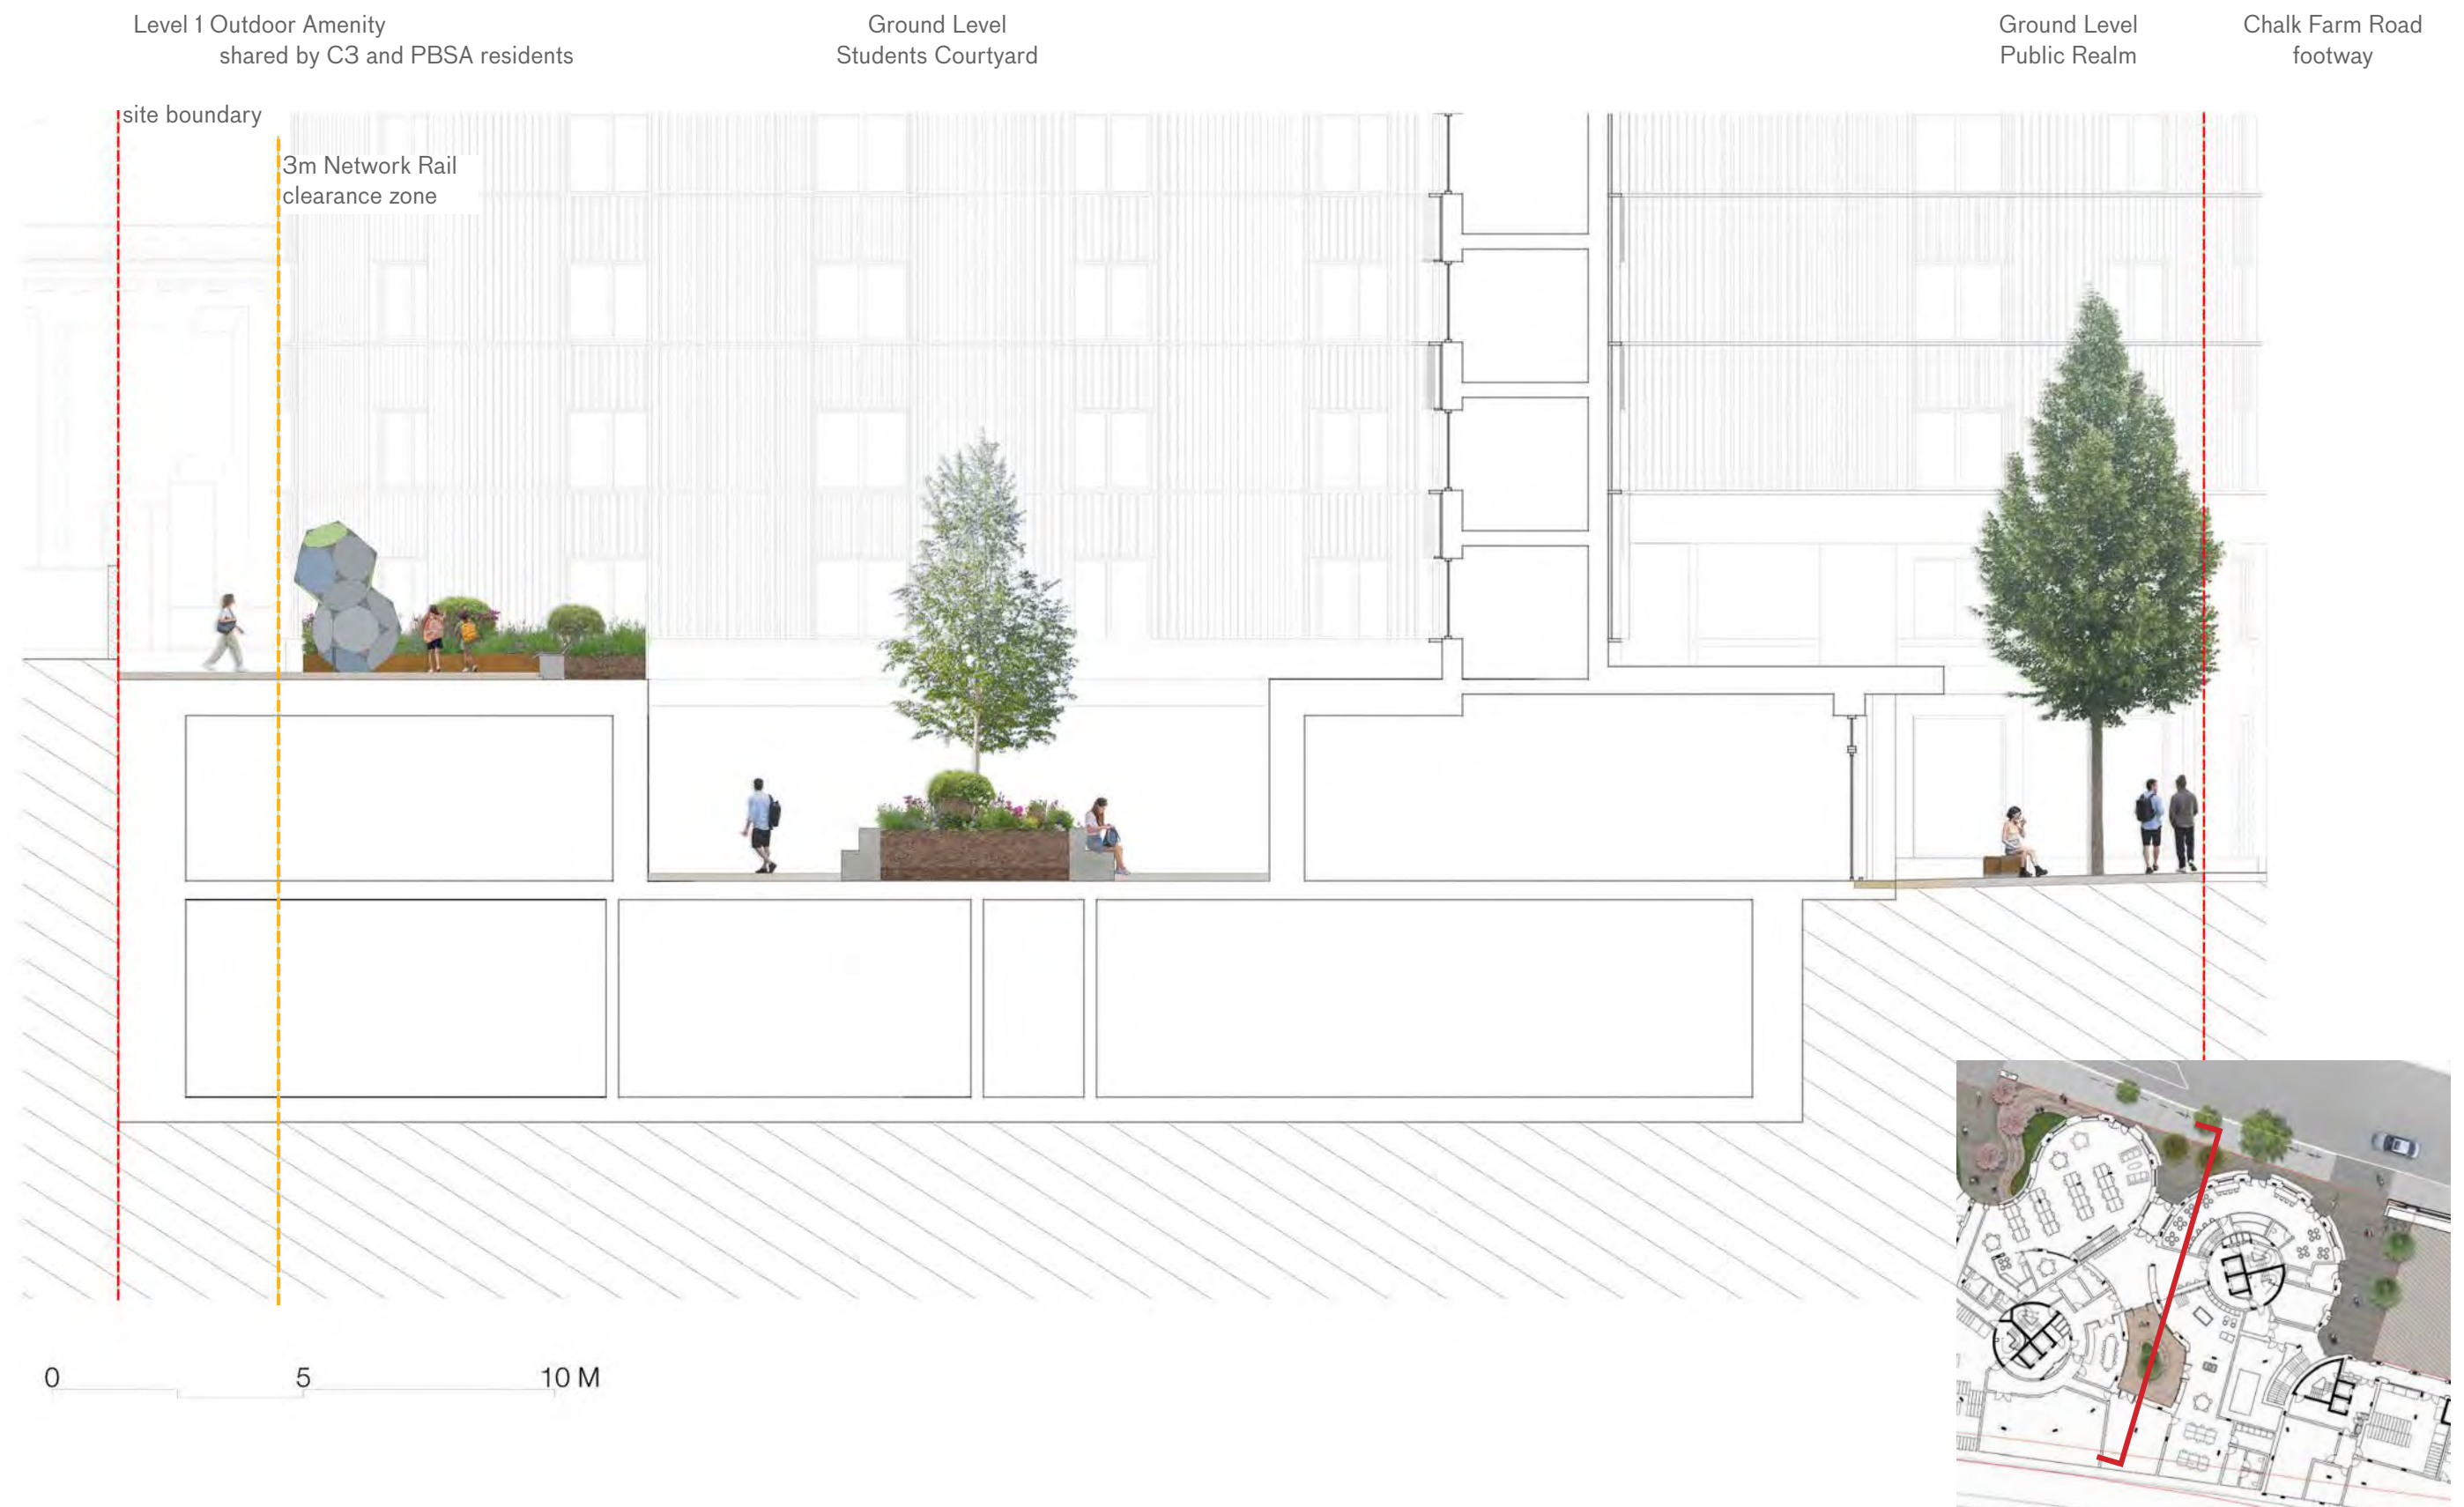 Level 1 Outdoor Amenity
shared by C3 and PBSA residents
Ground Level
Students Courtyard
Ground Level
Public Realm
Chalk Farm Road
footway
site boundary
3m Network Rail
clearance zone
0 5 10 M